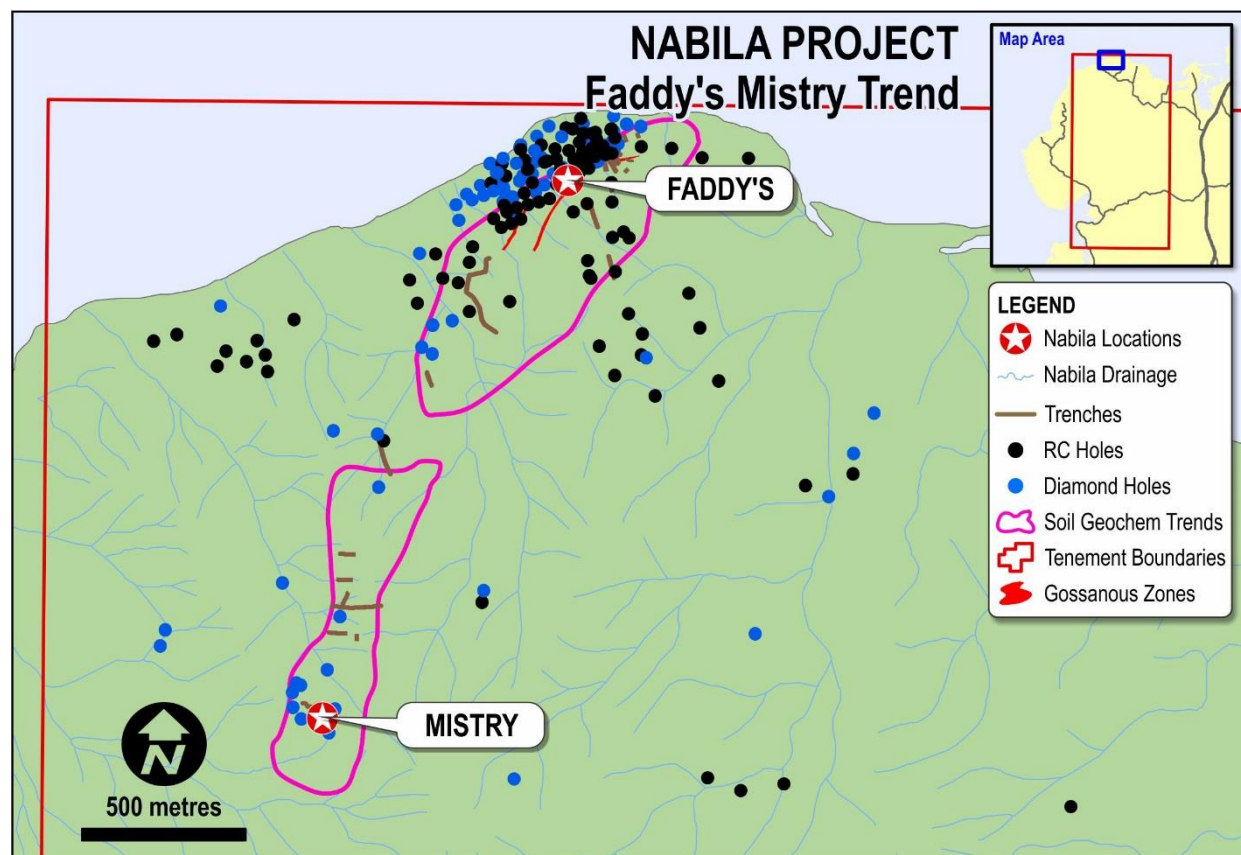 NABILA PROJECT
Faddy's Mistry Trend
Map Area
FADDY'S
LEGEND
Nabila Locations
Nabila Drainage
Trenches
RC Holes
Diamond Holes
Soil Geochem Trends
Tenement Boundaries
Gossanous Zones
MISTRY
N
500 metres